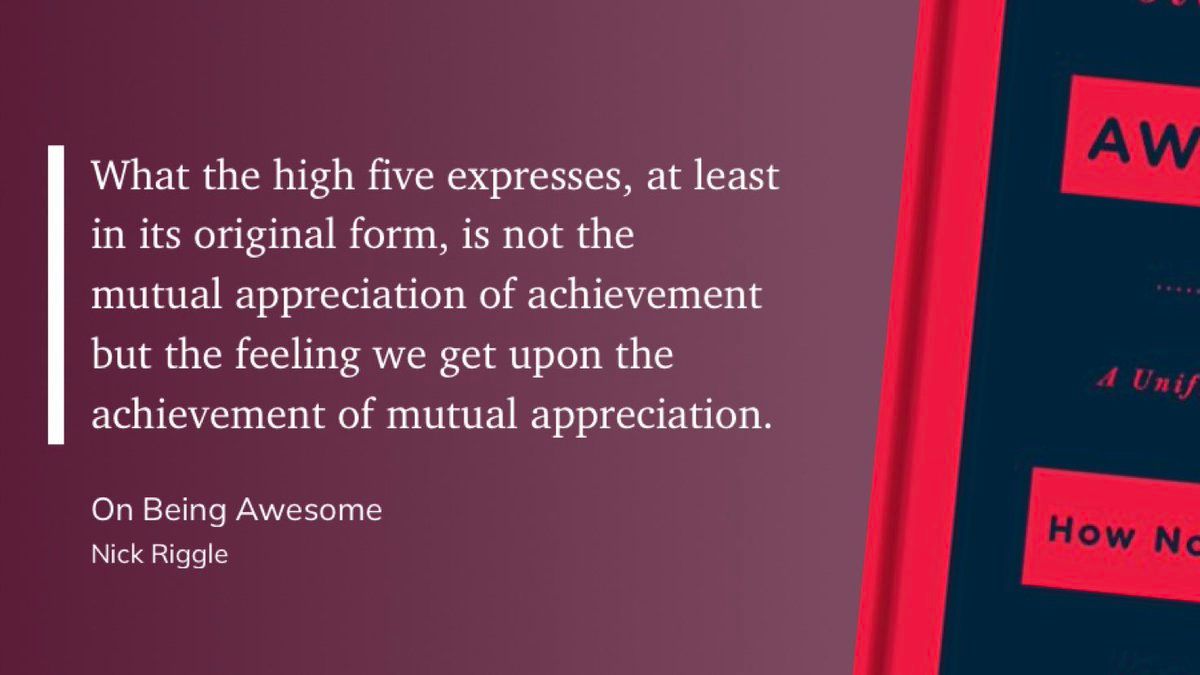 What the high five expresses, at least
in its original form, is not the
mutual appreciation of achievement
but the feeling we get upon the
achievement of mutual appreciation.
On Being Awesome
Nick Riggle
AW
A Unif
How No